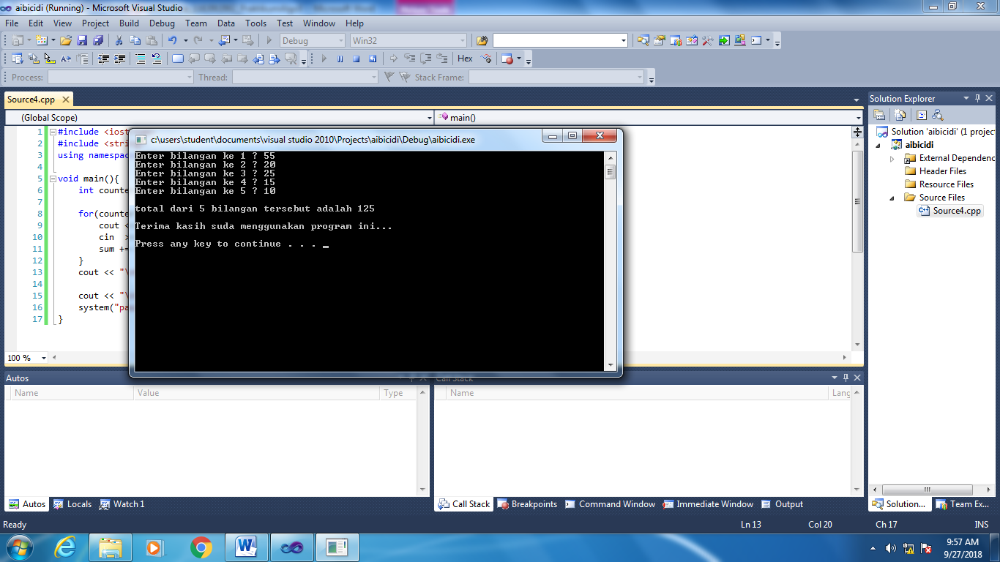 aibicidi (Running) - Microsoft Visual Studio
File Edit View Project Build Debug Team Data Tools Test Window Help
Debug Win32
Hex
Process: Thread: Stack Frame:
Source4.cpp
(Global Scope) main()
1 #include <iost
2 #include <stri
3 using namespac
4
5 void main(){
6 int counte
7
8 for(counte
9 cout <
10 cin >
11 sum +=
12 }
13 cout << "\
14
15 cout << "\
16 system("pa
17 }
100 %
c:\users\student\documents\visual studio 2010\Projects\aibicidi\Debug\aibicidi.exe
Enter bilangan ke 1 ? 55
Enter bilangan ke 2 ? 20
Enter bilangan ke 3 ? 25
Enter bilangan ke 4 ? 15
Enter bilangan ke 5 ? 10
total dari 5 bilangan tersebut adalah 125
Terima kasih suda menggunakan program ini...
Press any key to continue . . . _
Solution Explorer
Solution 'aibicidi' (1 projec
aibicidi
External Dependenc
Header Files
Resource Files
Source Files
Source4.cpp
Autos
Name Value Type
Call Stack
Name Lang
Autos Locals Watch 1
Call Stack Breakpoints Command Window Immediate Window Output
Solution... Team Ex...
Ready Ln 13 Col 20 Ch 17 INS
9:57 AM
9/27/2018